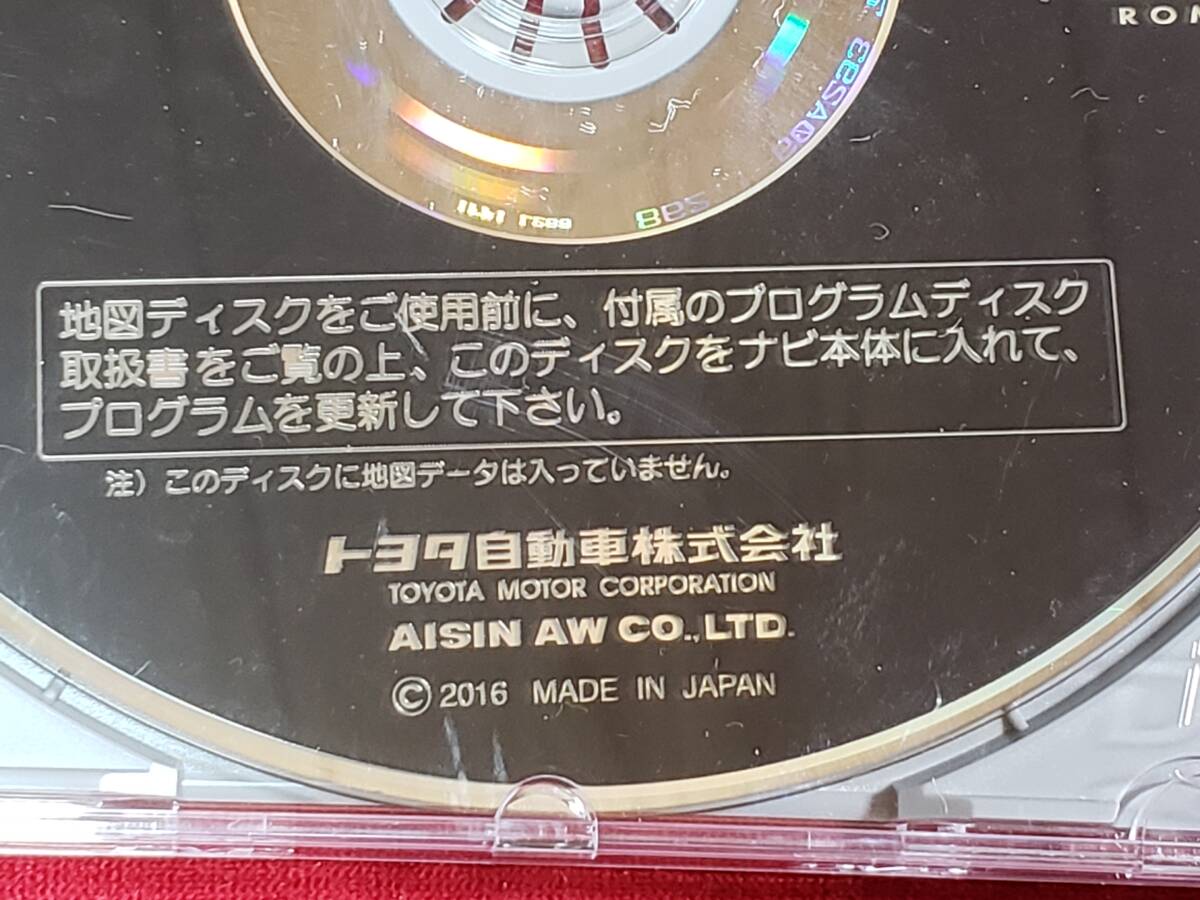 地図ディスクをご使用前に、付属のプログラムディスク
取扱書をご覧の上、このディスクをナビ本体に入れて、
プログラムを更新して下さい。
注）このディスクに地図データは入っていません。
トヨタ自動車株式会社
TOYOTA MOTOR CORPORATION
AISIN AW CO.,LTD.
©2016 MADE IN JAPAN